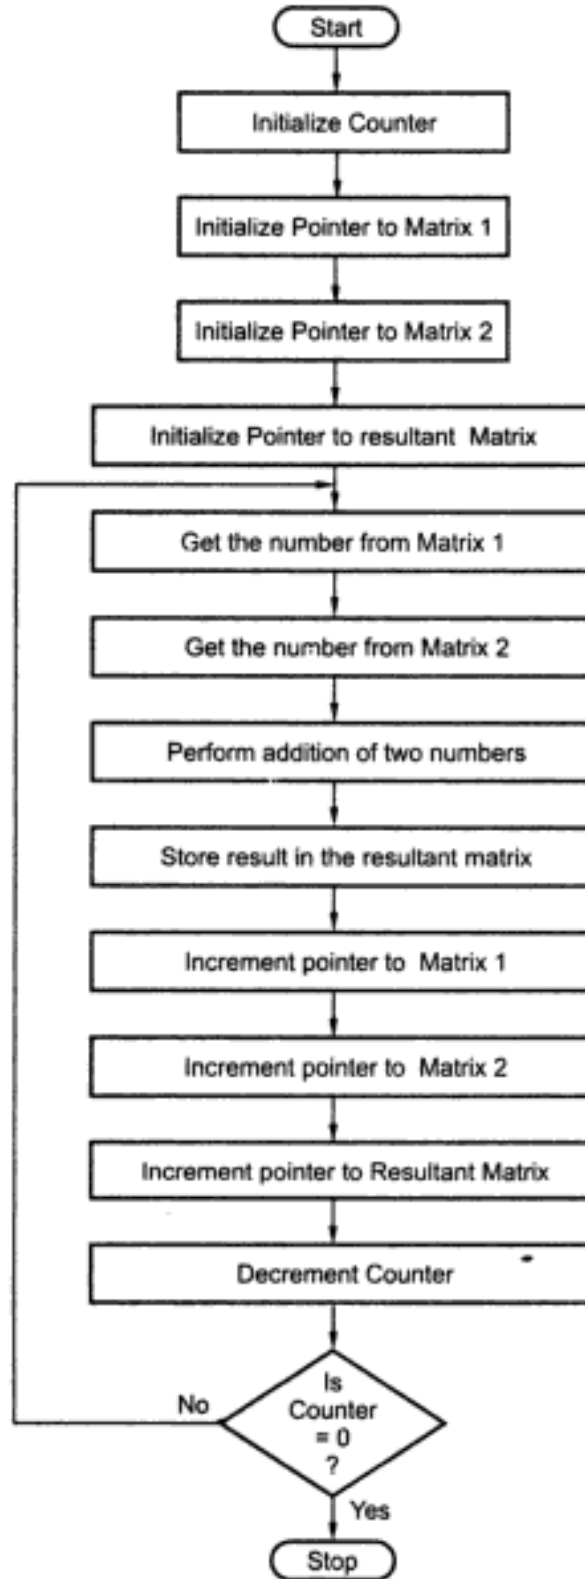 Start
Initialize Counter
Initialize Pointer to Matrix 1
Initialize Pointer to Matrix 2
Initialize Pointer to resultant Matrix
Get the number from Matrix 1
Get the number from Matrix 2
Perform addition of two numbers
Store result in the resultant matrix
Increment pointer to Matrix 1
Increment pointer to Matrix 2
Increment pointer to Resultant Matrix
Decrement Counter
Is
Counter
= 0
?
No
Yes
Stop